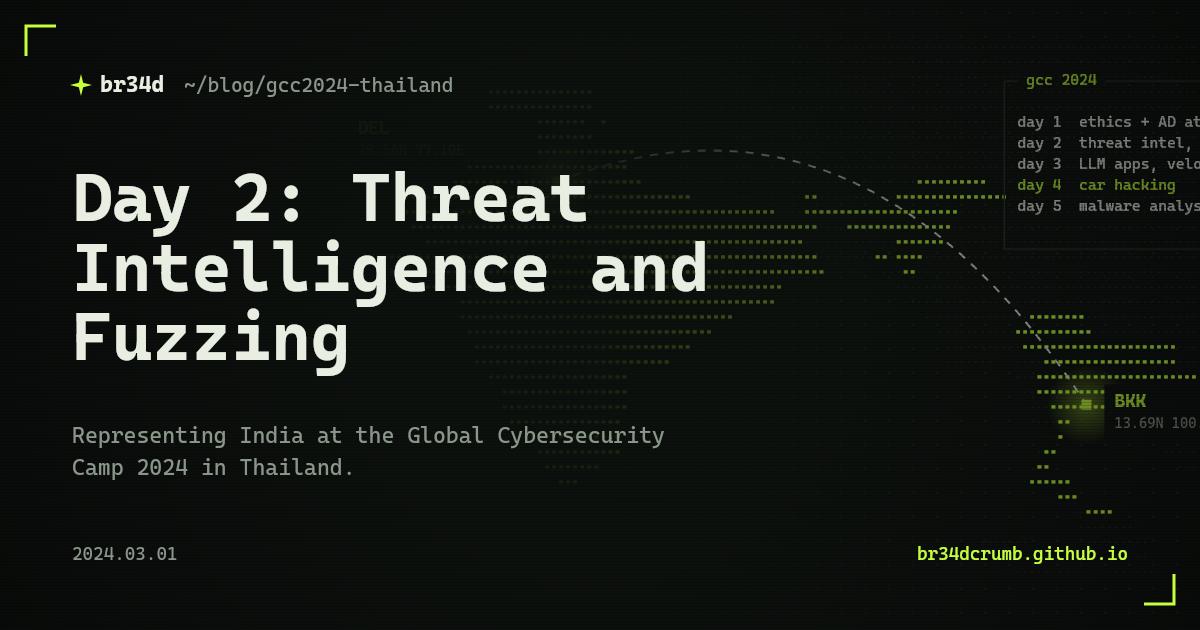 br34d ~/blog/gcc2024-thailand
gcc 2024
day 1 ethics + AD at
day 2 threat intel,
day 3 LLM apps, velo
day 4 car hacking
day 5 malware analys
DEL
Day 2: Threat
Intelligence and
Fuzzing
BKK
13.69N 100
Representing India at the Global Cybersecurity
Camp 2024 in Thailand.
2024.03.01
br34dcrumb.github.io